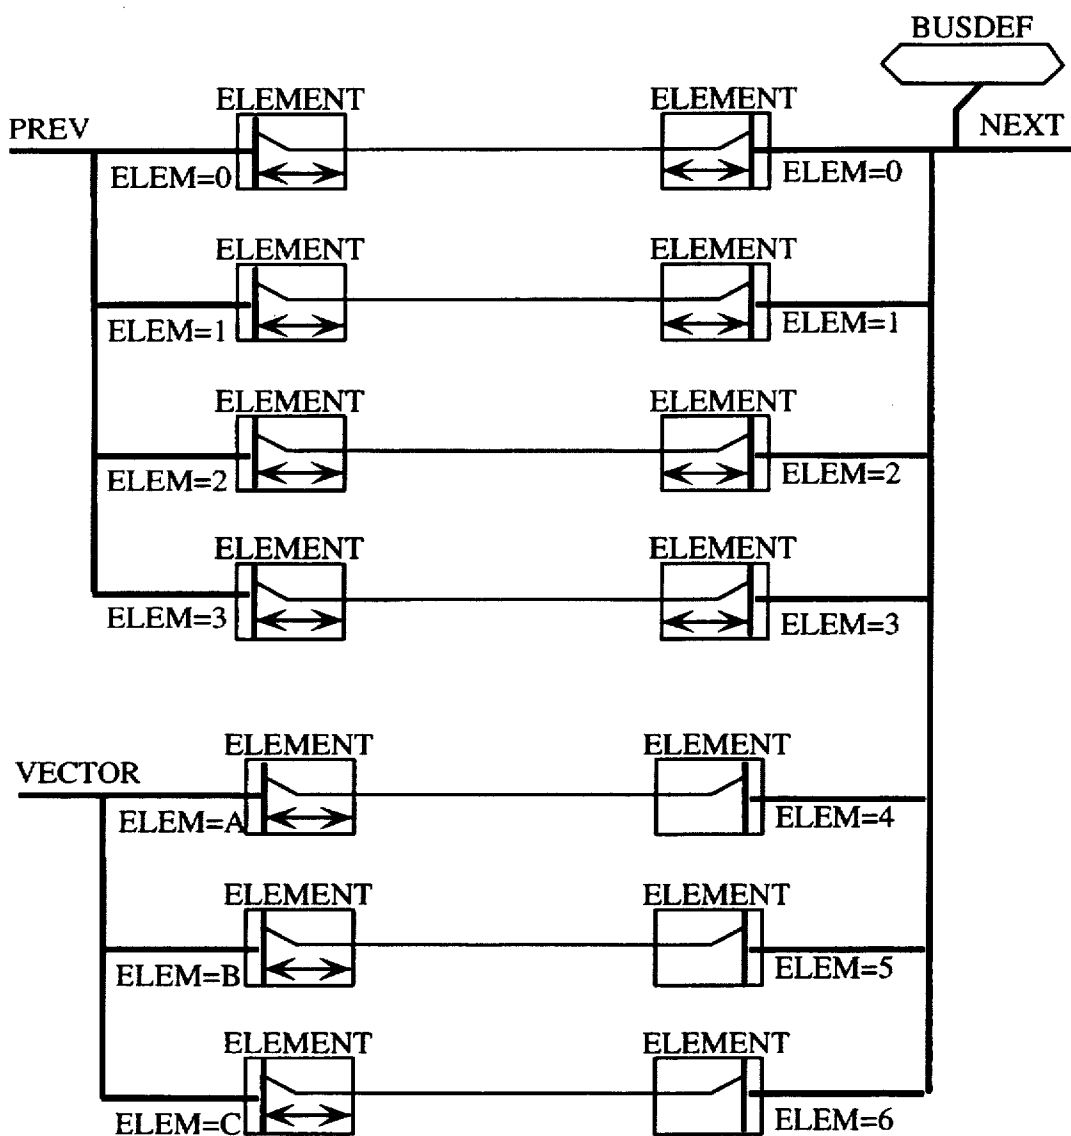 BUSDEF
ELEMENT ELEMENT
PREV NEXT
ELEM=0 ELEM=0
ELEMENT ELEMENT
ELEM=1 ELEM=1
ELEMENT ELEMENT
ELEM=2 ELEM=2
ELEMENT ELEMENT
ELEM=3 ELEM=3
ELEMENT ELEMENT
VECTOR
ELEM=A ELEM=4
ELEMENT ELEMENT
ELEM=B ELEM=5
ELEMENT ELEMENT
ELEM=C ELEM=6